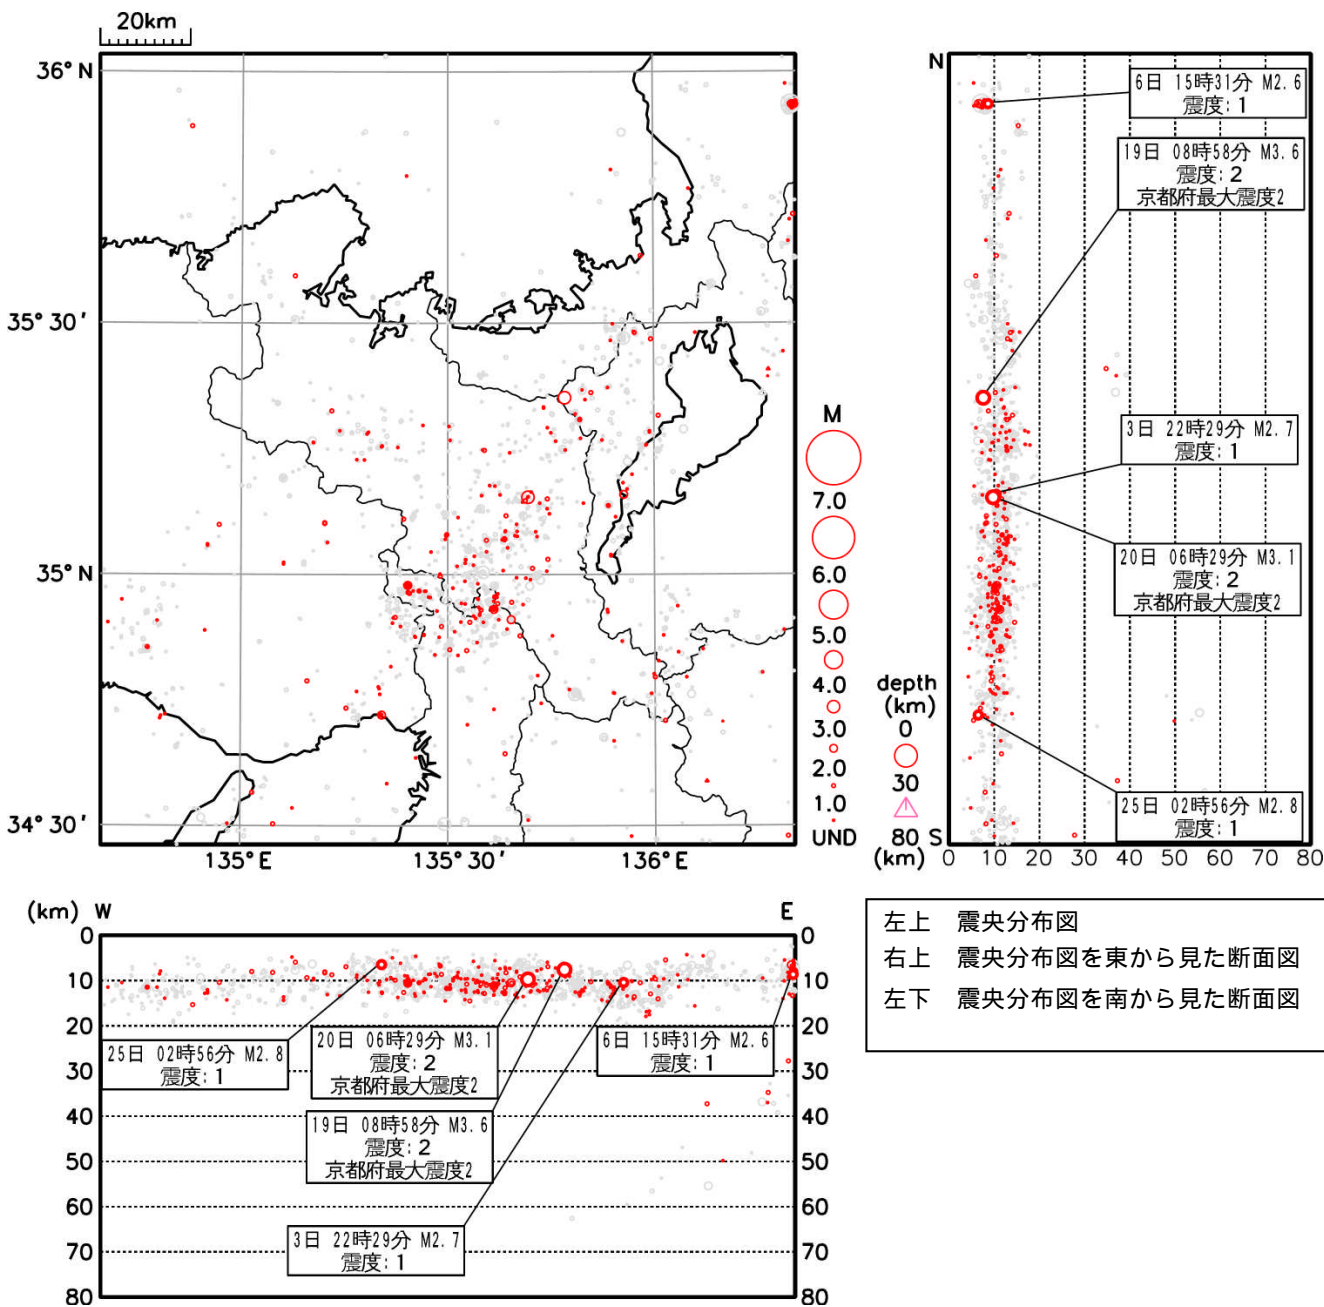 20km
36°N
35°30′
35°N
34°30′
135°E
135°30′
136°E
M
7.0
6.0
5.0
4.0
3.0
2.0
1.0
UND
depth
(km)
0
30
80
(km)
N
S
6日 15時31分 M2.6
震度:1
19日 08時58分 M3.6
震度:2
京都府最大震度2
3日 22時29分 M2.7
震度:1
20日 06時29分 M3.1
震度:2
京都府最大震度2
25日 02時56分 M2.8
震度:1
0 10 20 30 40 50 60 70 80
(km) W
E
0
10
20
30
40
50
60
70
80
25日 02時56分 M2.8
震度:1
20日 06時29分 M3.1
震度:2
京都府最大震度2
6日 15時31分 M2.6
震度:1
19日 08時58分 M3.6
震度:2
京都府最大震度2
3日 22時29分 M2.7
震度:1
0
10
20
30
40
50
60
70
80
左上 震央分布図
右上 震央分布図を東から見た断面図
左下 震央分布図を南から見た断面図